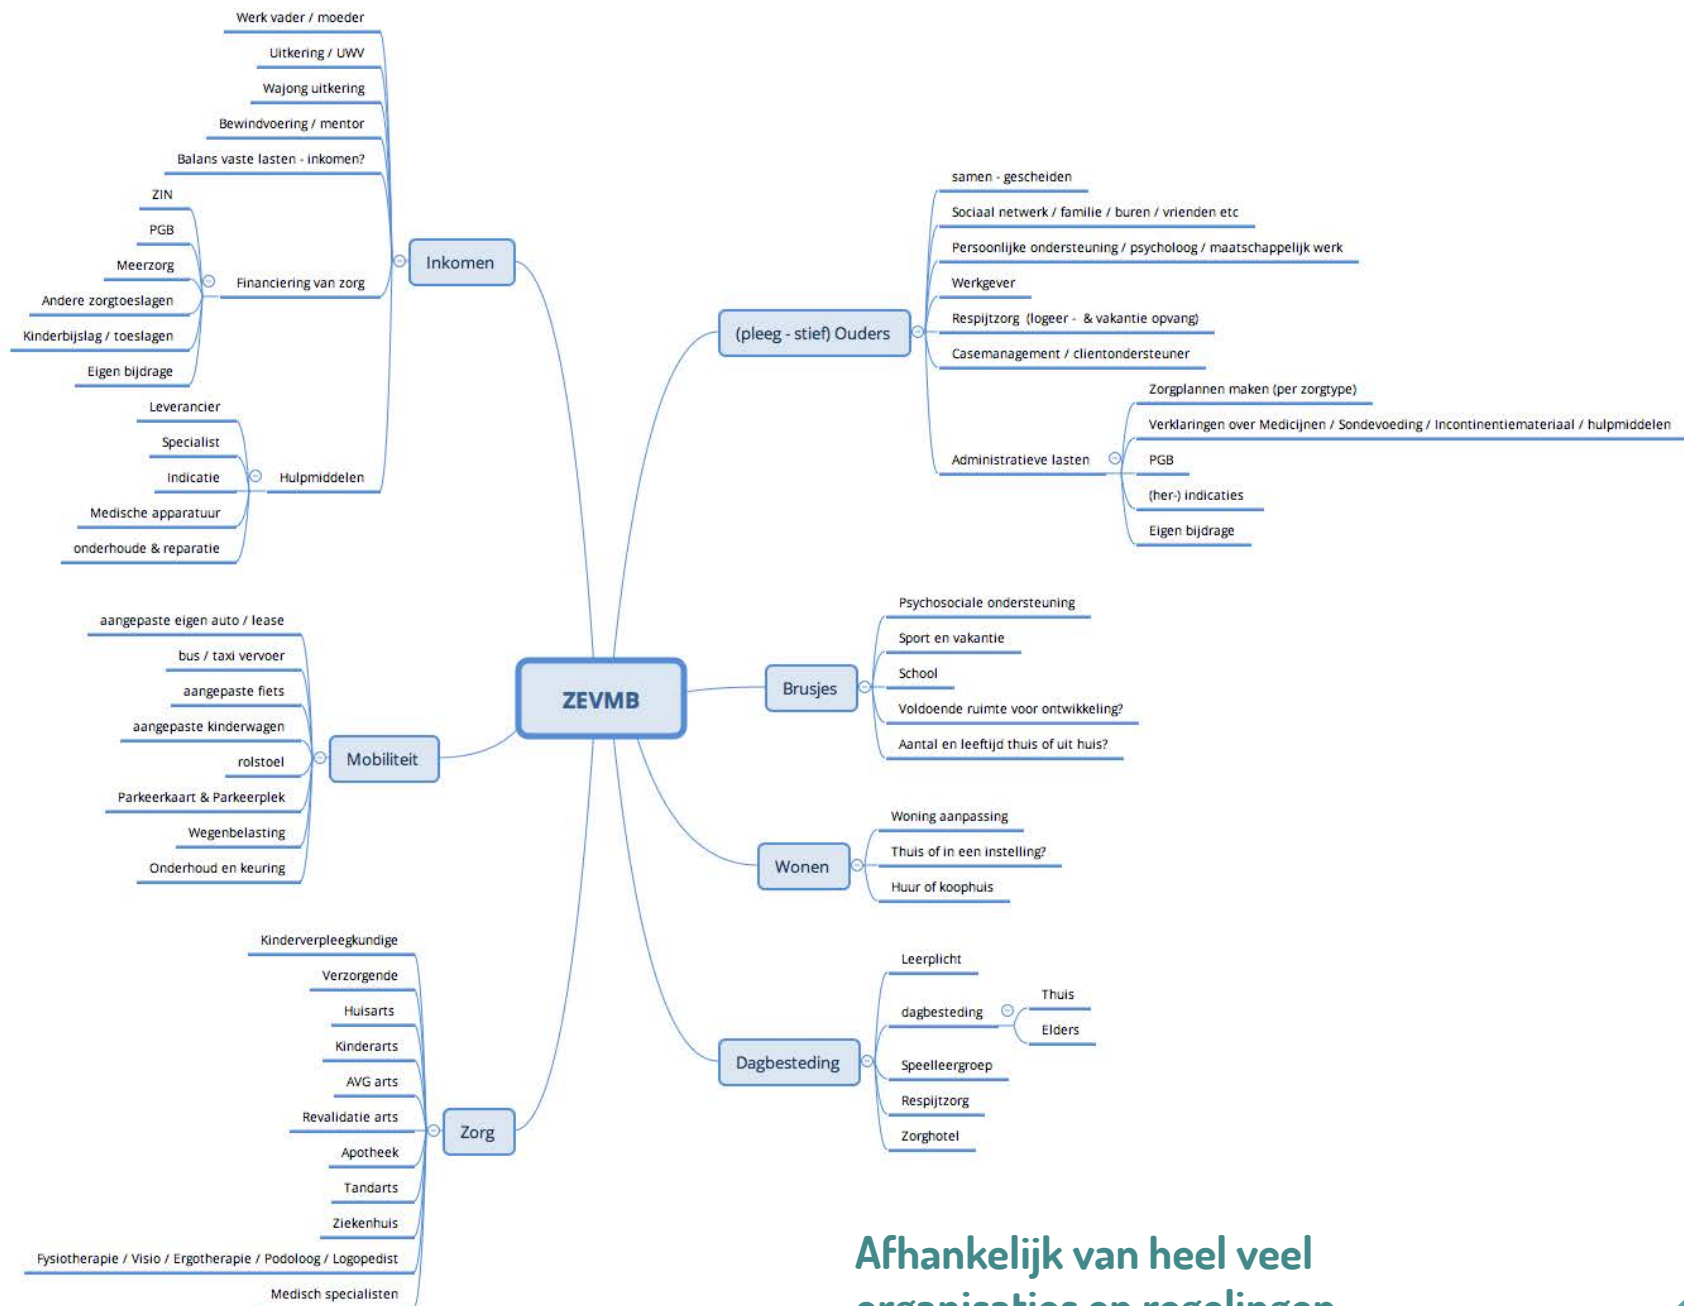 Werk vader / moeder
Uitkering / UWV
Wajong uitkering
Bewindvoering / mentor
Balans vaste lasten - inkomen?
ZIN
PGB
Meerzorg
Andere zorgtoeslagen
Kinderbijslag / toeslagen
Eigen bijdrage
Financiering van zorg
Leverancier
Specialist
Indicatie
Medische apparatuur
onderhoude & reparatie
Hulpmiddelen
Inkomen
aangepaste eigen auto / lease
bus / taxi vervoer
aangepaste fiets
aangepaste kinderwagen
rolstoel
Parkeerkaart & Parkeerplek
Wegenbelasting
Onderhoud en keuring
Mobiliteit
Kinderverpleegkundige
Verzorgende
Huisarts
Kinderarts
AVG arts
Revalidatie arts
Apotheek
Tandarts
Ziekenhuis
Fysiotherapie / Visio / Ergotherapie / Podoloog / Logopedist
Medisch specialisten
Zorg
ZEVMB
(pleeg - stief) Ouders
samen - gescheiden
Sociaal netwerk / familie / buren / vrienden etc
Persoonlijke ondersteuning / psycholoog / maatschappelijk werk
Werkgever
Respijtzorg (logeer - & vakantie opvang)
Casemanagement / clientondersteuner
Administratieve lasten
Zorgplannen maken (per zorgtype)
Verklaringen over Medicijnen / Sondevoeding / Incontinentiemateriaal / hulpmiddelen
PGB
(her-) indicaties
Eigen bijdrage
Brusjes
Psychosociale ondersteuning
Sport en vakantie
School
Voldoende ruimte voor ontwikkeling?
Aantal en leeftijd thuis of uit huis?
Wonen
Woning aanpassing
Thuis of in een instelling?
Huur of koophuis
Dagbesteding
Leerplicht
dagbesteding
Thuis
Elders
Speelleergroep
Respijtzorg
Zorghotel
Afhankelijk van heel veel
organisaties en regelingen